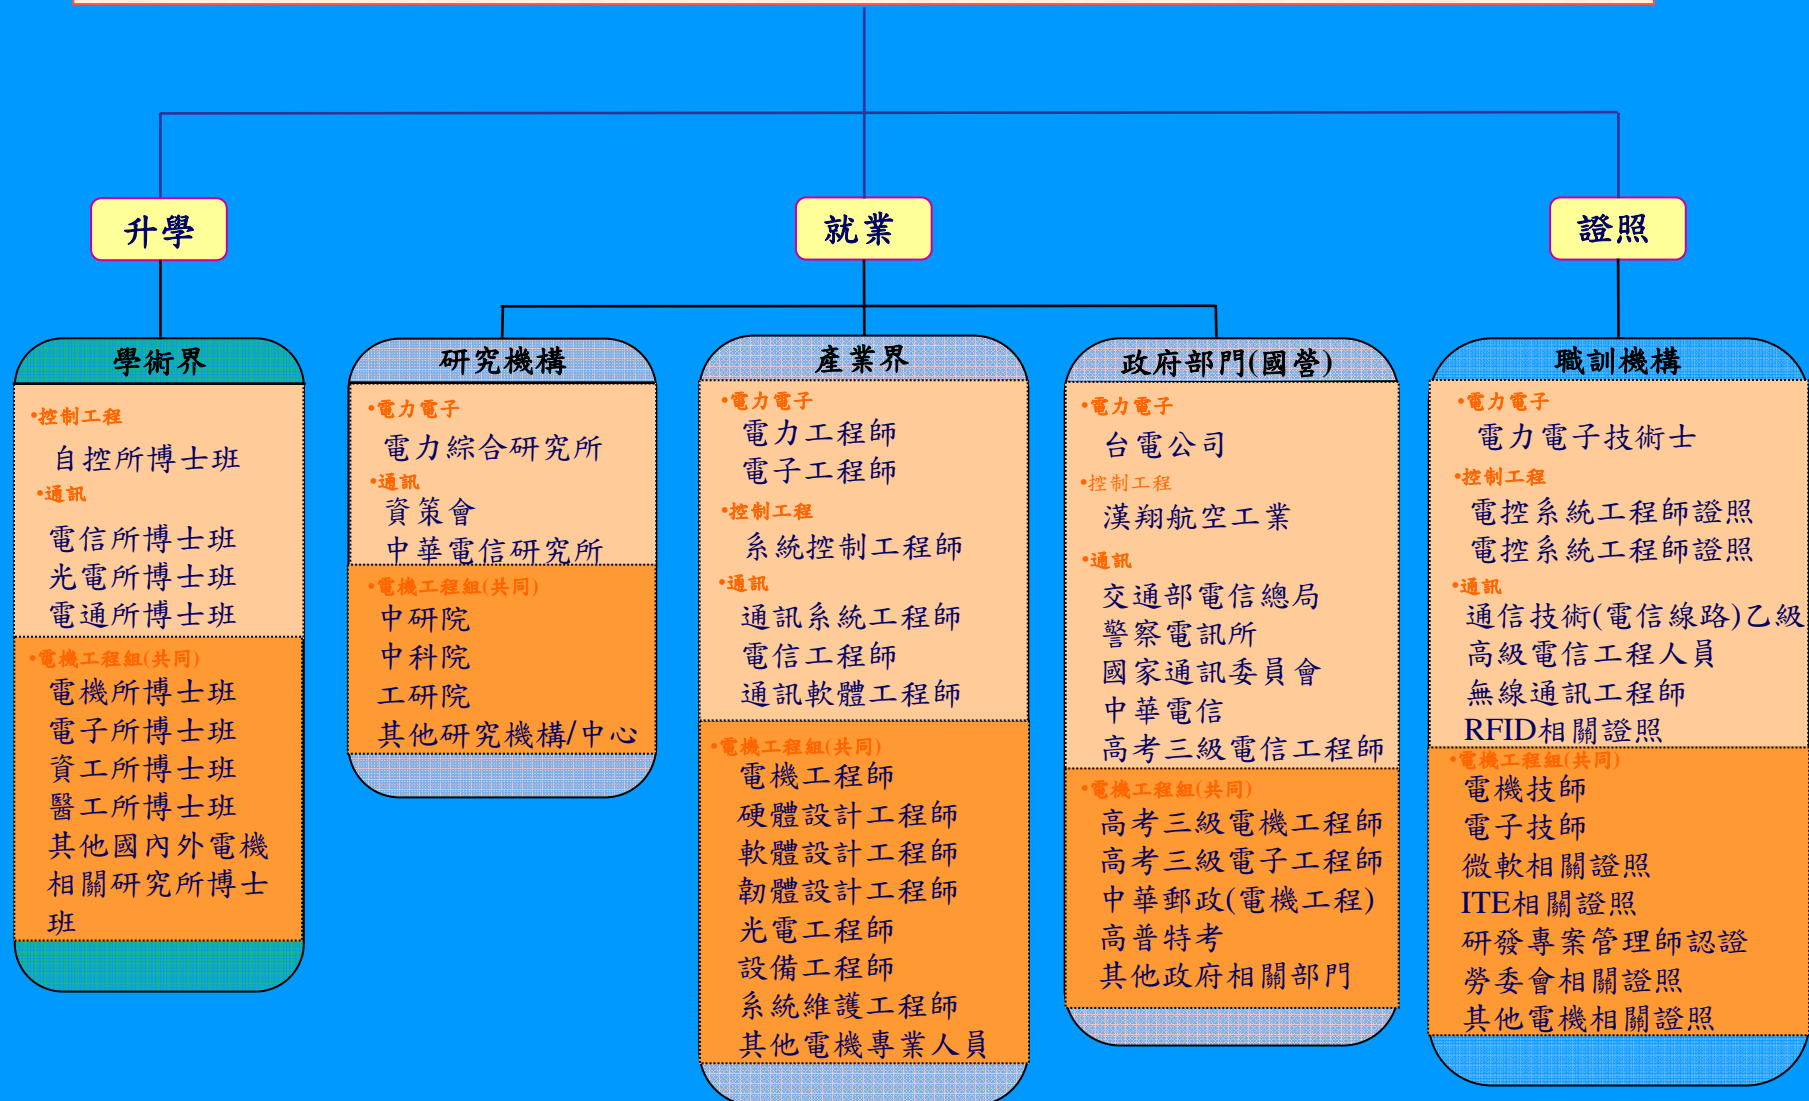 升學
就業
證照
學術界
•控制工程
自控所博士班
•通訊
電信所博士班
光電所博士班
電通所博士班
•電機工程組(共同)
電機所博士班
電子所博士班
資工所博士班
醫工所博士班
其他國內外電機
相關研究所博士
班
研究機構
•電力電子
電力綜合研究所
•通訊
資策會
中華電信研究所
•電機工程組(共同)
中研院
中科院
工研院
其他研究機構/中心
產業界
•電力電子
電力工程師
電子工程師
•控制工程
系統控制工程師
•通訊
通訊系統工程師
電信工程師
通訊軟體工程師
•電機工程組(共同)
電機工程師
硬體設計工程師
軟體設計工程師
韌體設計工程師
光電工程師
設備工程師
系統維護工程師
其他電機專業人員
政府部門(國營)
•電力電子
台電公司
•控制工程
漢翔航空工業
•通訊
交通部電信總局
警察電訊所
國家通訊委員會
中華電信
高考三級電信工程師
•電機工程組(共同)
高考三級電機工程師
高考三級電子工程師
中華郵政(電機工程)
高普特考
其他政府相關部門
職訓機構
•電力電子
電力電子技術士
•控制工程
電控系統工程師證照
電控系統工程師證照
•通訊
通信技術(電信線路)乙級
高級電信工程人員
無線通訊工程師
RFID相關證照
•電機工程組(共同)
電機技師
電子技師
微軟相關證照
ITE相關證照
研發專案管理師認證
勞委會相關證照
其他電機相關證照